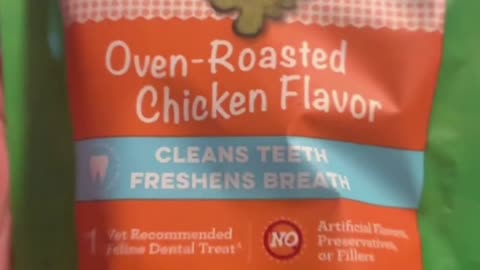 Oven-Roasted
Chicken Flavor
CLEANS TEETH
FRESHENS BREATH
1 Vet Recommended
Feline Dental Treat
NO
Artificial Flavors,
Preservatives,
or Fillers